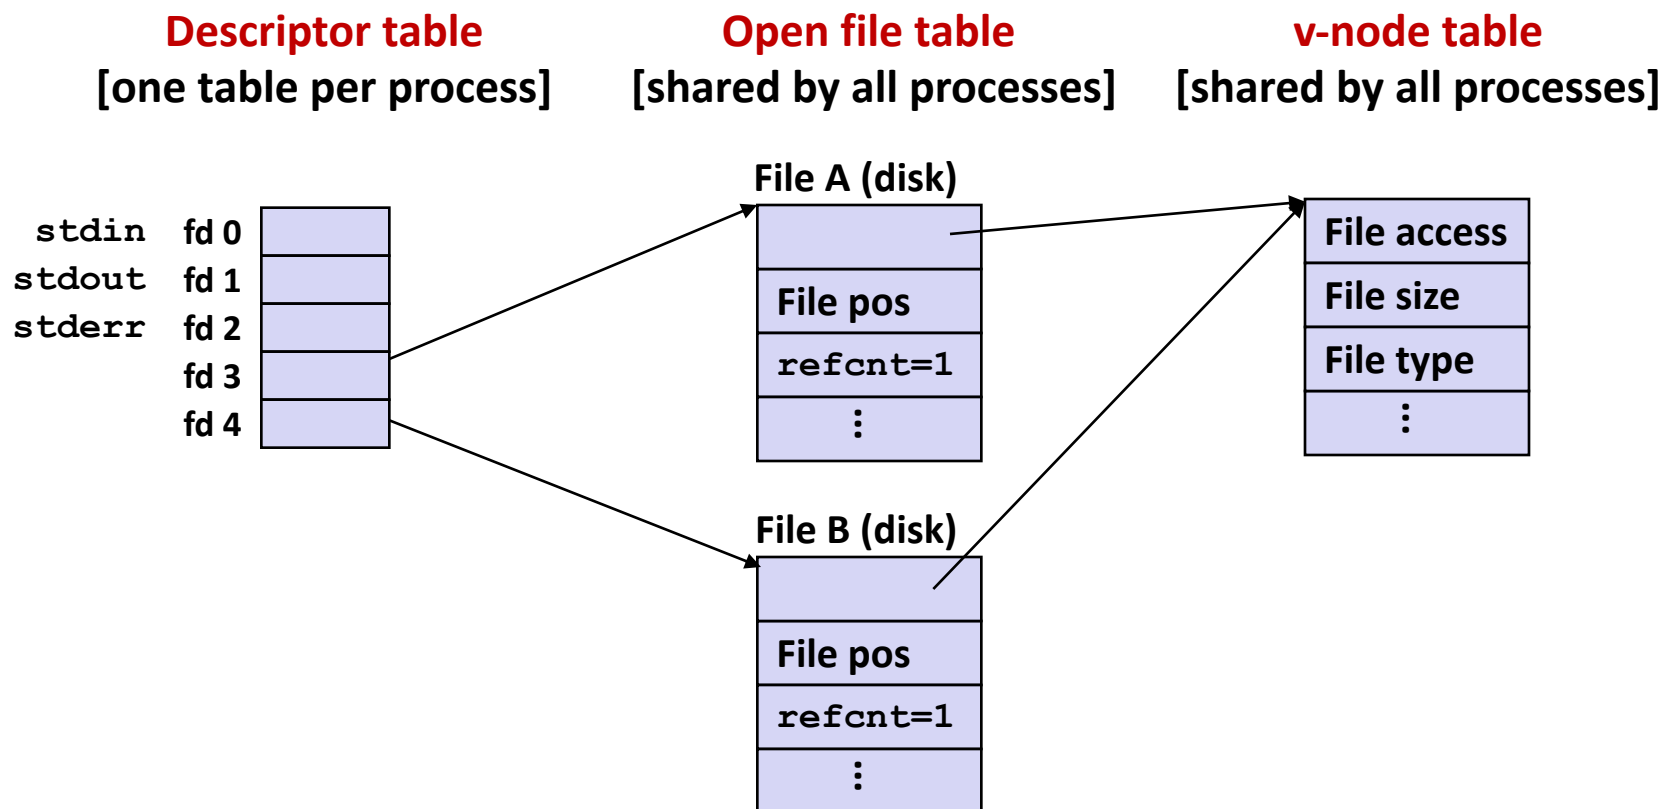 Descriptor table
[one table per process]
Open file table
[shared by all processes]
v-node table
[shared by all processes]
stdin fd 0
stdout fd 1
stderr fd 2
fd 3
fd 4
File A (disk)
File pos
refcnt=1
⋮
File B (disk)
File pos
refcnt=1
⋮
File access
File size
File type
⋮